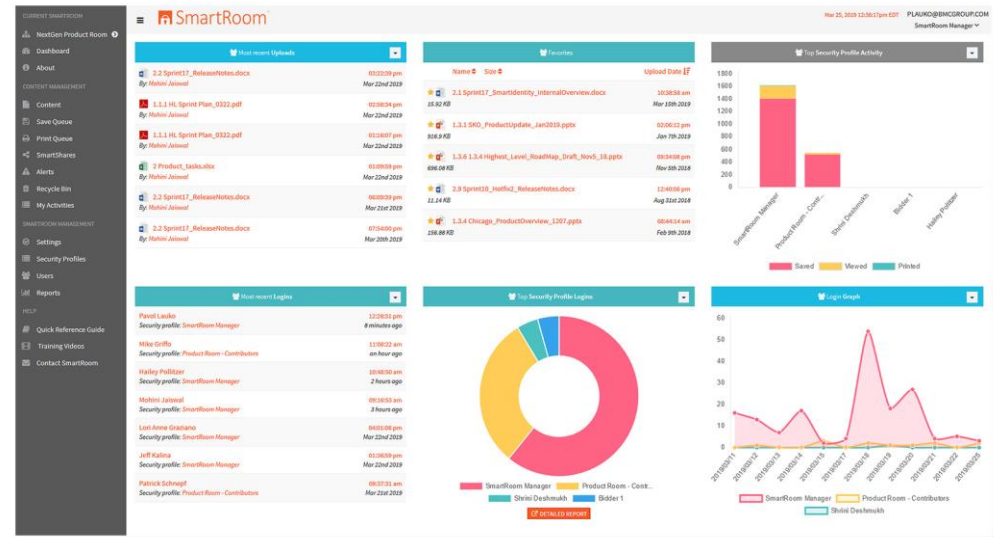 CURRENT SMARTROOM
NextGen Product Room
Dashboard
About
CONTENT MANAGEMENT
Content
Save Queue
Print Queue
SmartShares
Alerts
Recycle Bin
My Activities
SMARTROOM MANAGEMENT
Settings
Security Profiles
Users
Reports
HELP
Quick Reference Guide
Training Videos
Contact SmartRoom
SmartRoom
Mar 25, 2019 12:36:17pm EDT PLAUKO@BMCGROUP.COM
SmartRoom Manager
Most recent Uploads
2.2 Sprint17_ReleaseNotes.docx 03:22:39 pm
By: Mohini Jaiswal Mar 22nd 2019
1.1.1 HL Sprint Plan_0322.pdf 02:58:34 pm
By: Mohini Jaiswal Mar 22nd 2019
1.1.1 HL Sprint Plan_0322.pdf 01:16:07 pm
By: Mohini Jaiswal Mar 22nd 2019
2 Product_tasks.xlsx 01:09:59 pm
By: Mohini Jaiswal Mar 22nd 2019
2.2 Sprint17_ReleaseNotes.docx
By: Mohini Jaiswal Mar 21st 2019
2.2 Sprint17_ReleaseNotes.docx 07:54:00 pm
By: Mohini Jaiswal Mar 20th 2019
Favorites
Name Size Upload Date
2.1 Sprint17_SmartIdentity_InternalOverview.docx 10:38:56 am
15.92 KB Mar 15th 2019
1.3.1 SKO_ProductUpdate_Jan2019.pptx 02:06:12 pm
916.9 KB Jan 7th 2019
1.3.6 1.3.4 Highest_Level_RoadMap_Draft_Nov5_18.pptx 09:34:08 pm
696.08 KB Nov 5th 2018
2.9 Sprint10_Hotfix2_ReleaseNotes.docx 12:40:06 pm
11.14 KB Aug 31st 2018
1.3.4 Chicago_ProductOverview_1207.pptx 08:44:14 am
156.88 KB Feb 9th 2018
Top Security Profile Activity
1800
1600
1400
1200
1000
800
600
400
200
0
SmartRoom Manager
Product Room - Contr...
Shrini Deshmukh
Bidder 1
Hailey Pollitzer
Saved Viewed Printed
Most recent Logins
Pavel Lauko 12:28:31 pm
Security profile: SmartRoom Manager 8 minutes ago
Mike Griffo 11:08:22 am
Security profile: Product Room - Contributors an hour ago
Hailey Pollitzer 10:40:50 am
Security profile: SmartRoom Manager 2 hours ago
Mohini Jaiswal 09:16:53 am
Security profile: SmartRoom Manager 3 hours ago
Lori Anne Graziano 04:01:08 pm
Security profile: SmartRoom Manager Mar 22nd 2019
Jeff Kalina 01:26:59 pm
Security profile: SmartRoom Manager Mar 22nd 2019
Patrick Schnepf 09:37:31 am
Security profile: Product Room - Contributors Mar 21st 2019
Top Security Profile Logins
SmartRoom Manager Product Room - Contr...
Shrini Deshmukh Bidder 1
DETAILED REPORT
Login Graph
60
50
40
30
20
10
0
2019/03/11
2019/03/12
2019/03/13
2019/03/14
2019/03/15
2019/03/17
2019/03/18
2019/03/19
2019/03/20
2019/03/21
2019/03/22
2019/03/25
SmartRoom Manager Product Room - Contributors
Shrini Deshmukh